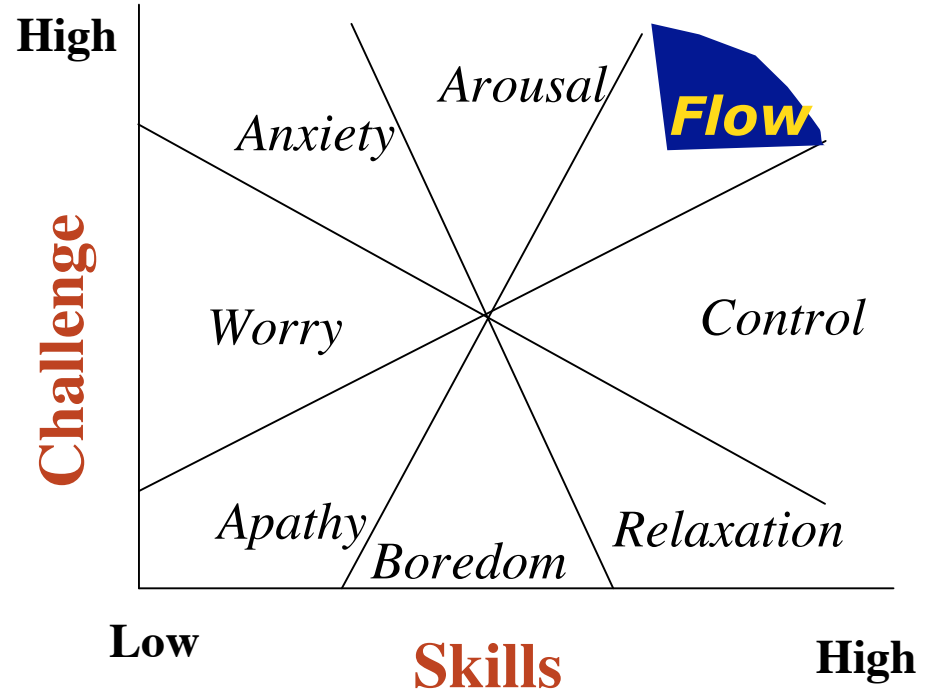 High
Arousal
Flow
Anxiety
Challenge
Worry
Control
Apathy
Relaxation
Boredom
Low
Skills
High